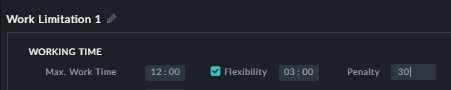 Work Limitation 1
WORKING TIME
Max. Work Time 12 : 00 Flexibility 03 : 00 Penalty 30